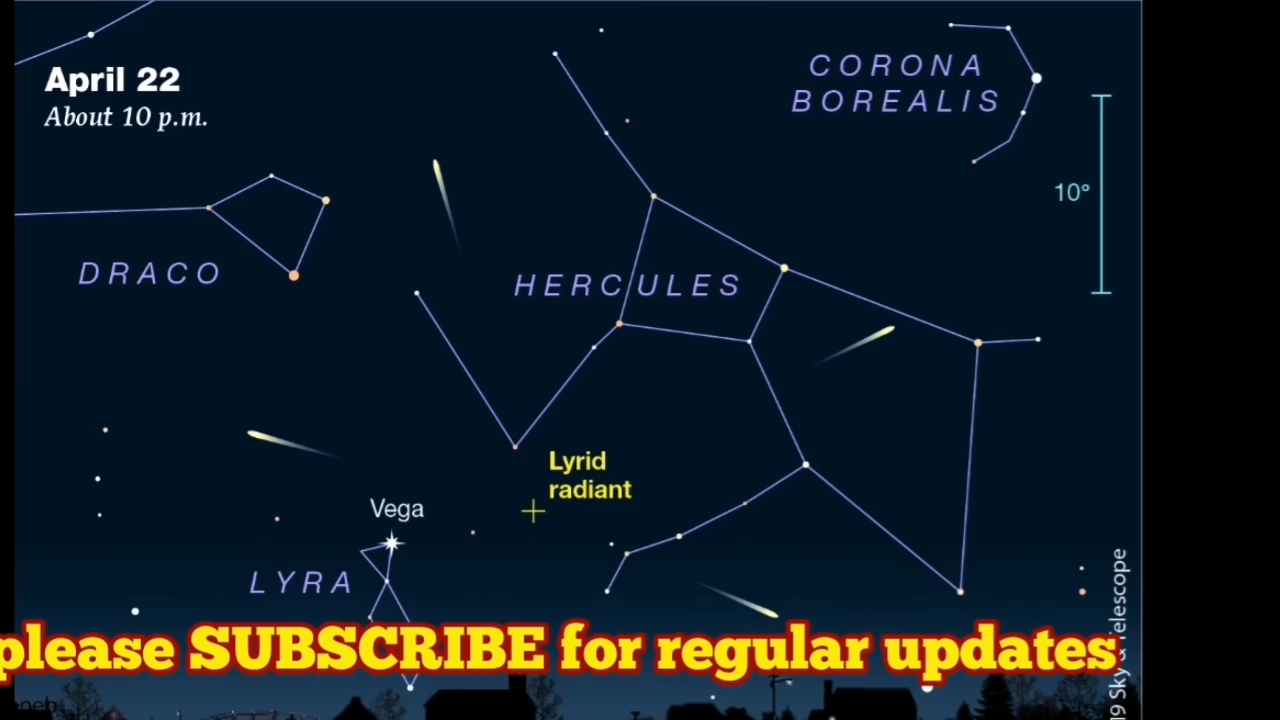 April 22
About 10 p.m.
CORONA
BOREALIS
10°
DRACO
HERCULES
Lyrid
radiant
Vega
LYRA
please SUBSCRIBE for regular updates